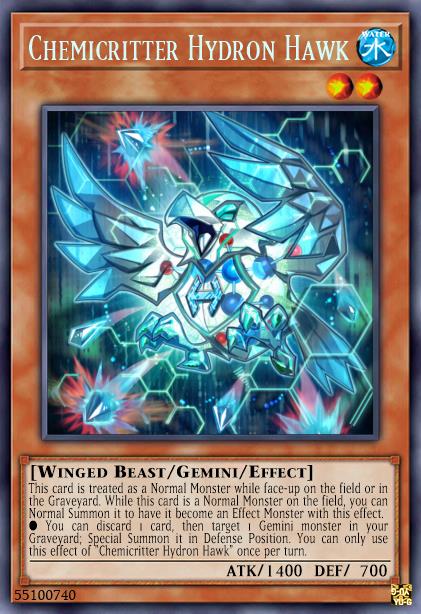 CHEMICRITTER HYDRON HAWK
WATER
水
H
[WINGED BEAST/GEMINI/EFFECT]
This card is treated as a Normal Monster while face-up on the field or in
the Graveyard. While this card is a Normal Monster on the field, you can
Normal Summon it to have it become an Effect Monster with this effect.
● You can discard 1 card, then target 1 Gemini monster in your
Graveyard; Special Summon it in Defense Position. You can only use
this effect of "Chemicritter Hydron Hawk" once per turn.
ATK/1400 DEF/ 700
55100740